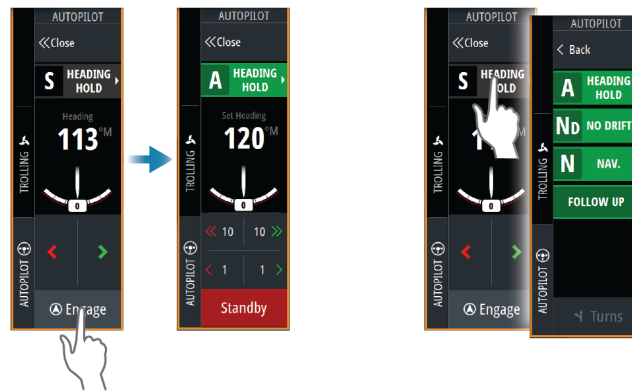 AUTOPILOT
Close
S HEADING HOLD
Heading
113°M
0
Engage
TROLLING
AUTOPILOT
AUTOPILOT
Close
A HEADING HOLD
Set Heading
120°M
0
10 10
1 1
Standby
TROLLING
AUTOPILOT
AUTOPILOT
Close
S HEADING HOLD
1
°M
0
Engage
TROLLING
AUTOPILOT
AUTOPILOT
Back
A HEADING HOLD
ND NO DRIFT
N NAV.
FOLLOW UP
Turns
TROLLING
AUTOPILOT